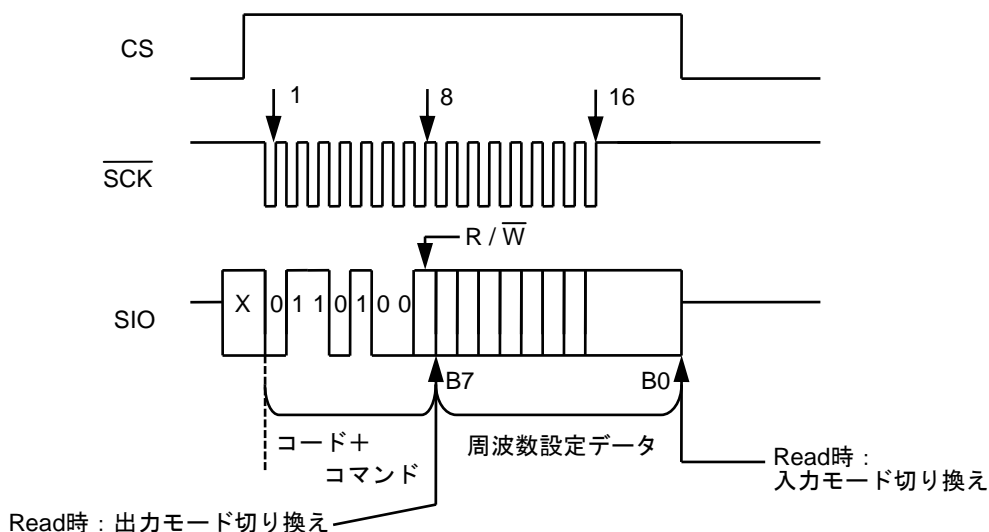 CS
1 8 16
SCK
R / W
X 0 1 1 0 1 0 0
SIO
B7 B0
コード＋
コマンド
周波数設定データ
Read時：
入力モード切り換え
Read時：出力モード切り換え